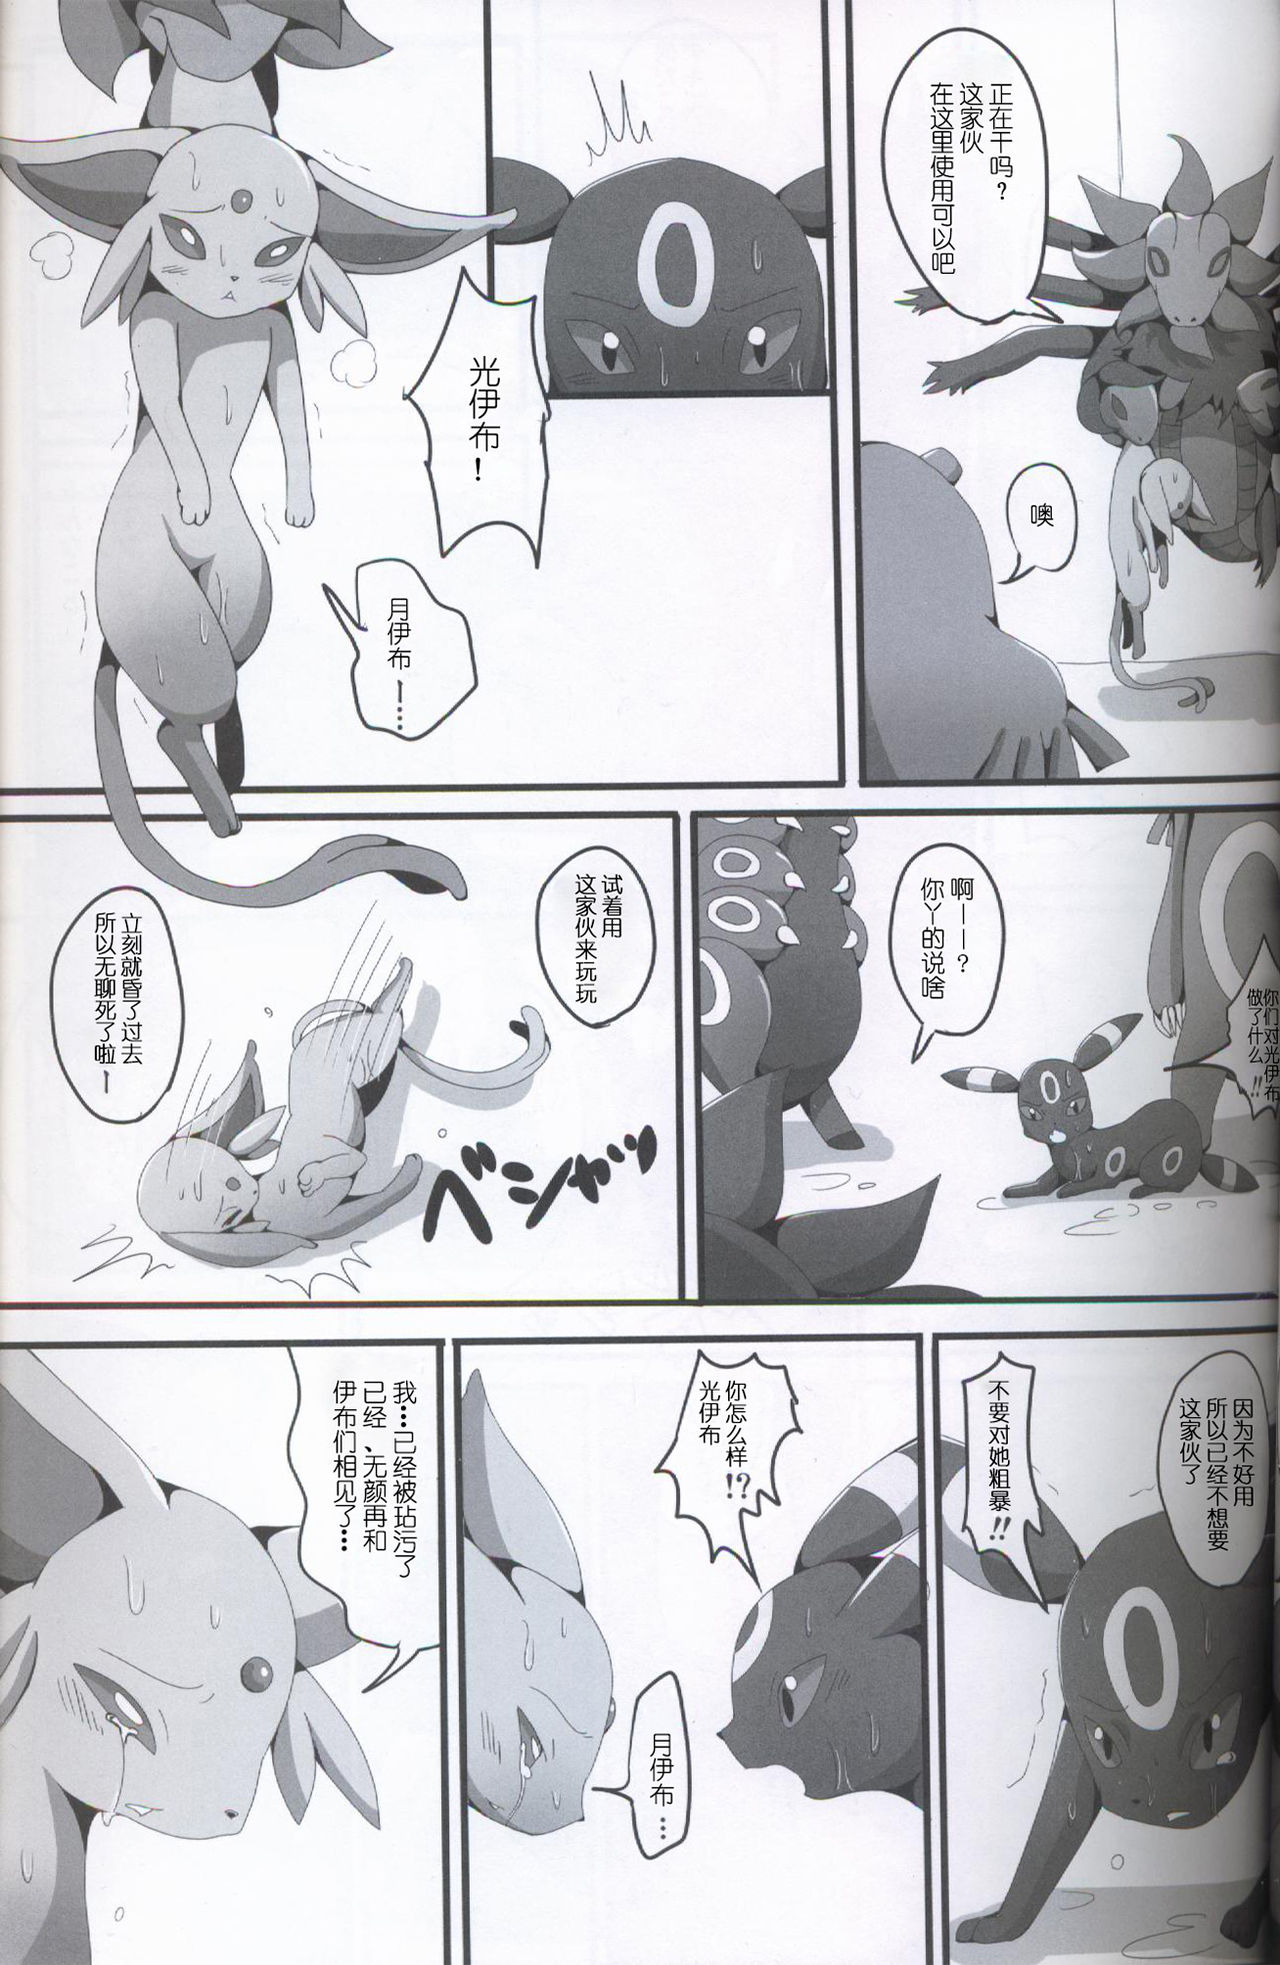 正在干吗？
这家伙
在这里使用可以吧
噢
光伊布！
月伊布ー…
你们对光伊布
做了什么!!
啊ーー？
你丫的说啥
试着用
这家伙来玩玩
ベシャッ
立刻就昏了过去
所以无聊死了啦ー
因为不好用
所以已经不想要
这家伙了
不要对她粗暴!!
你怎么样!?
光伊布
月伊布…
我…已经被玷污了
已经、无颜再和
伊布们相见了…